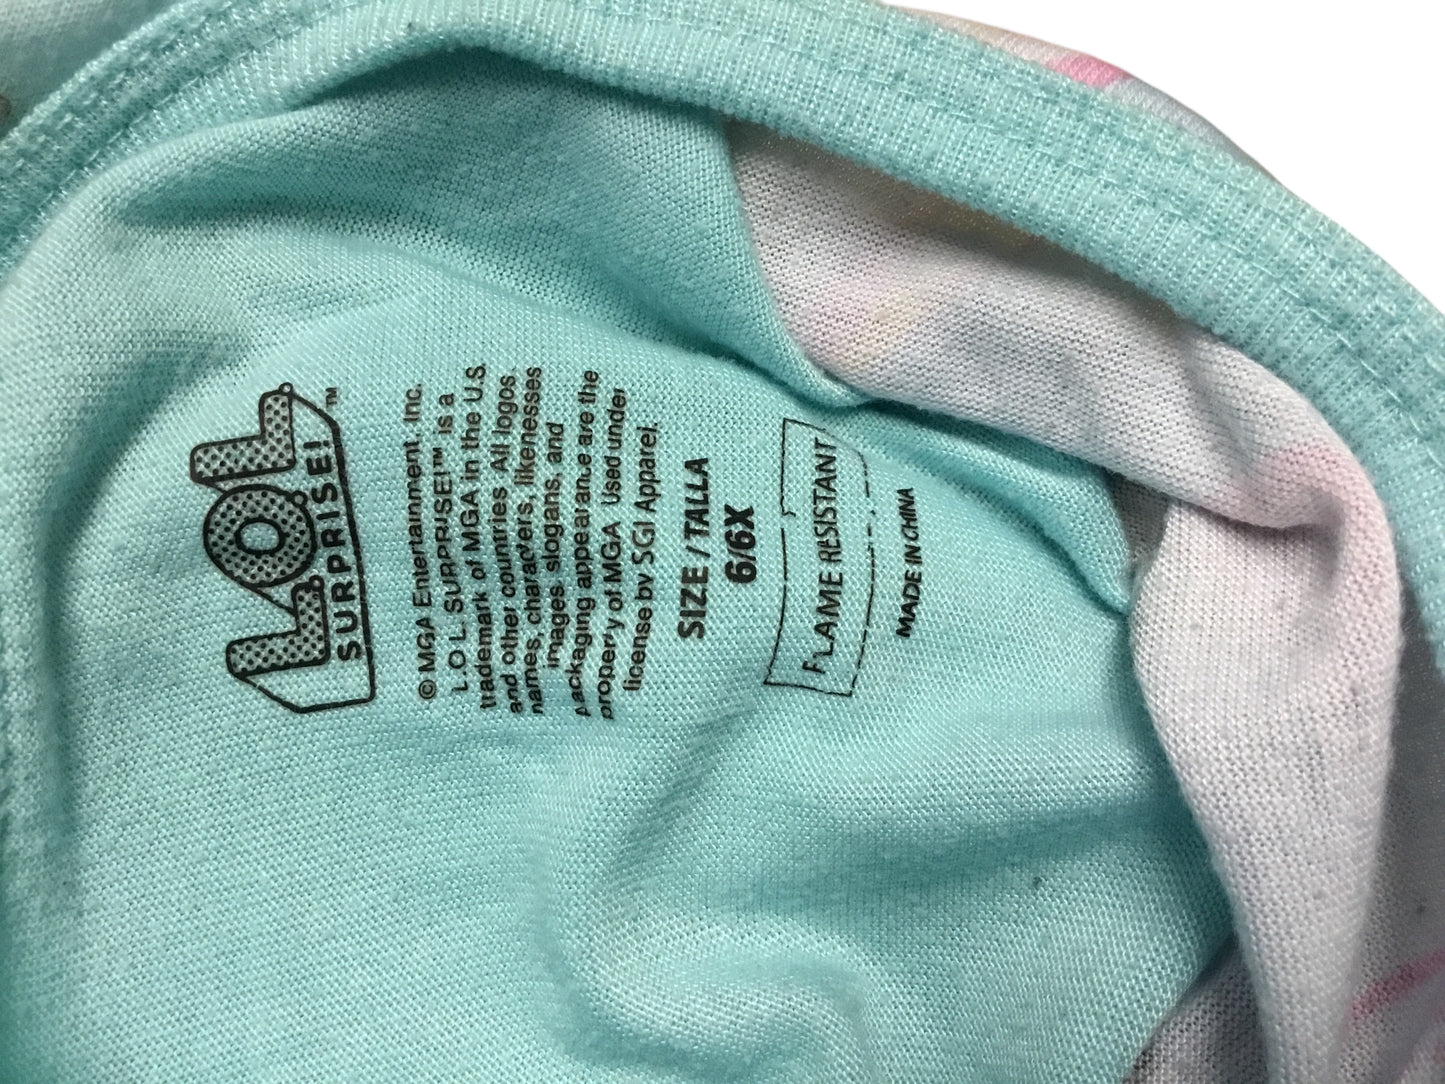 L.O.L.
SURPRISE!™
© MGA Entertainment, Inc.
L.O L. SURPRISE!™ is a
trademark of MGA in the U.S.
and other countries. All logos
names, characters, likenesses
images slogans, and
packaging appearance are the
property of MGA Used under
license by SGI Apparel.
SIZE / TALLA
6/6X
FLAME RESISTANT
MADE IN CHINA